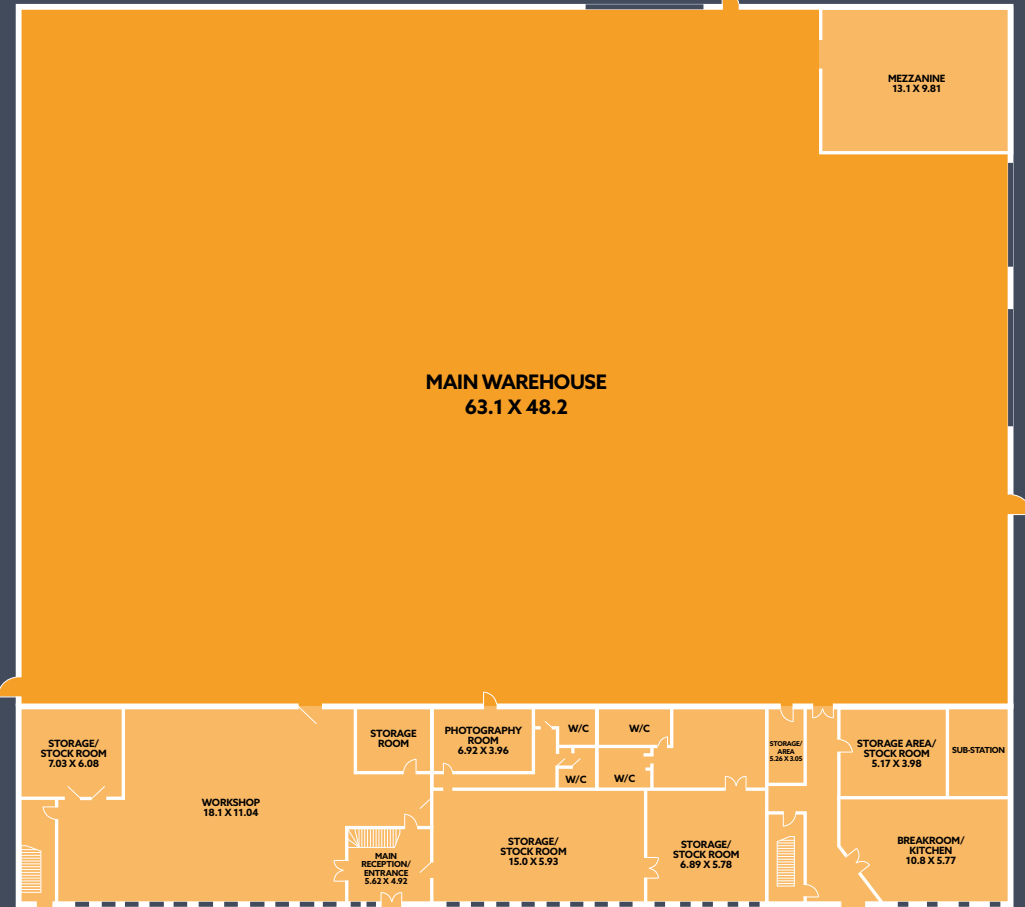 MEZZANINE
13.1 X 9.81
MAIN WAREHOUSE
63.1 X 48.2
STORAGE/
STOCK ROOM
7.03 X 6.08
WORKSHOP
18.1 X 11.04
STORAGE
ROOM
PHOTOGRAPHY
ROOM
6.92 X 3.96
W/C
W/C
W/C
W/C
STORAGE/
AREA
5.26 X 3.05
STORAGE AREA/
STOCK ROOM
5.17 X 3.98
SUB-STATION
MAIN
RECEPTION/
ENTRANCE
5.62 X 4.92
STORAGE/
STOCK ROOM
15.0 X 5.93
STORAGE/
STOCK ROOM
6.89 X 5.78
BREAKROOM/
KITCHEN
10.8 X 5.77